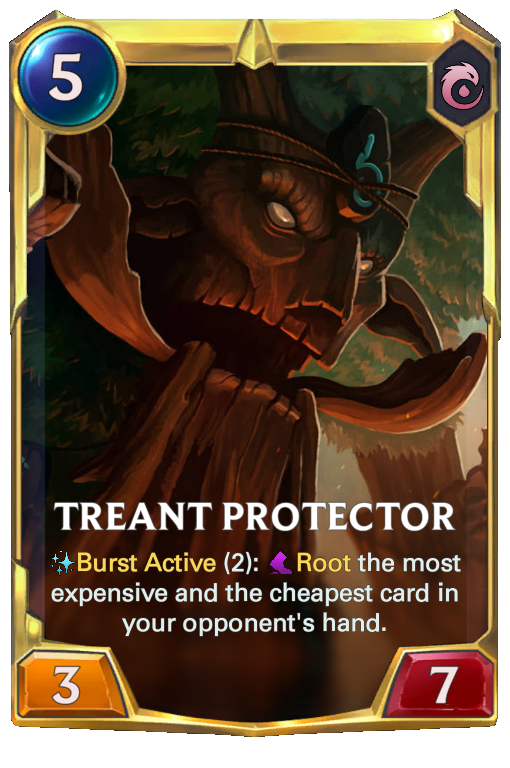 5
TREANT PROTECTOR
Burst Active (2): Root the most
expensive and the cheapest card in
your opponent's hand.
3
7